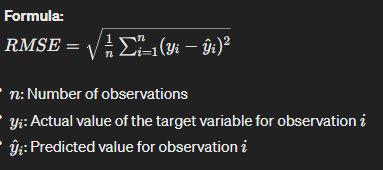 Formula:
RMSE = √(1/n ∑ⁿᵢ₌₁(yᵢ − ŷᵢ)²)
n: Number of observations
yᵢ: Actual value of the target variable for observation i
ŷᵢ: Predicted value for observation i